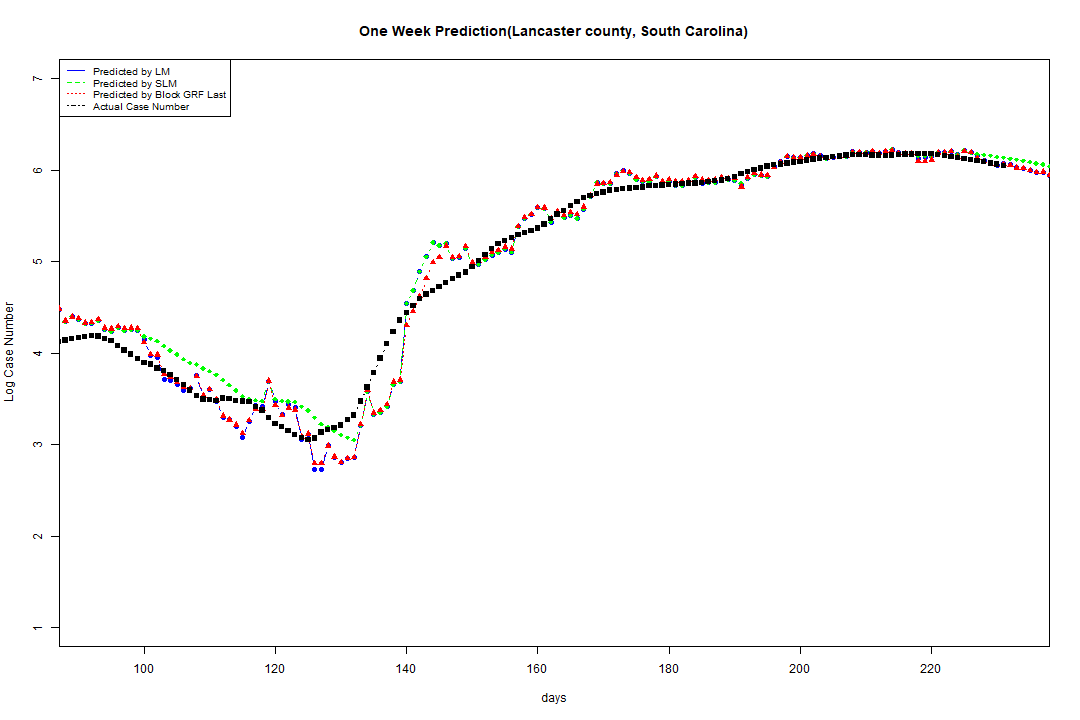 One Week Prediction(Lancaster county, South Carolina)
Predicted by LM
Predicted by SLM
Predicted by Block GRF Last
Actual Case Number
7
6
5
4
3
2
1
Log Case Number
100 120 140 160 180 200 220
days